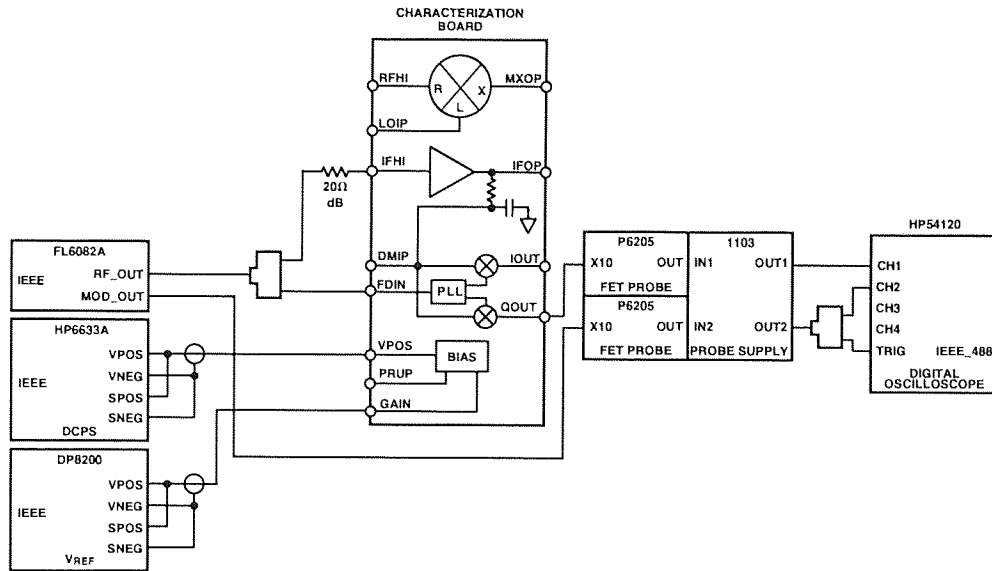 CHARACTERIZATION
BOARD
RFHI
R
X
L
MXOP
LOIP
IFHI
IFOP
20Ω
dB
DMIP
IOUT
FDIN
PLL
QOUT
VPOS
BIAS
PRUP
GAIN
FL6082A
IEEE
RF_OUT
MOD_OUT
HP6633A
VPOS
IEEE
VNEG
SPOS
SNEG
DCPS
DP8200
VPOS
IEEE
VNEG
SPOS
SNEG
VREF
P6205
X10 OUT
FET PROBE
P6205
X10 OUT
FET PROBE
1103
IN1 OUT1
IN2 OUT2
PROBE SUPPLY
HP54120
CH1
CH2
CH3
CH4
TRIG IEEE_488
DIGITAL
OSCILLOSCOPE